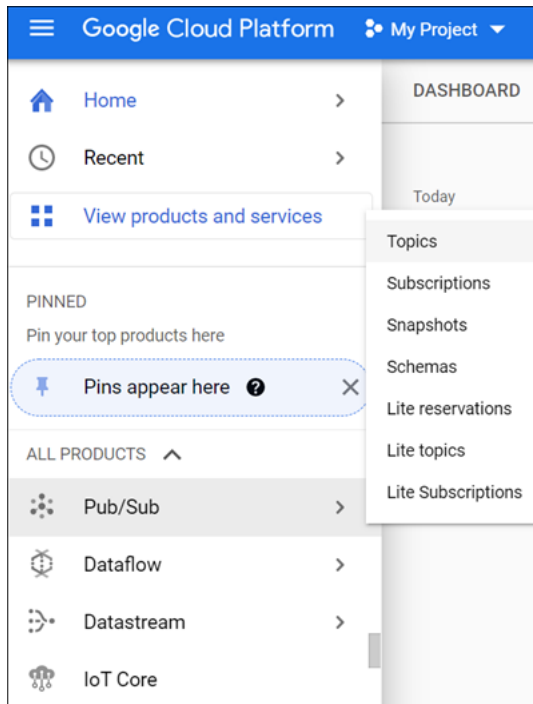 Google Cloud Platform
My Project
Home
Recent
View products and services
PINNED
Pin your top products here
Pins appear here ?
ALL PRODUCTS
Pub/Sub
Dataflow
Datastream
IoT Core
DASHBOARD
Today
Topics
Subscriptions
Snapshots
Schemas
Lite reservations
Lite topics
Lite Subscriptions